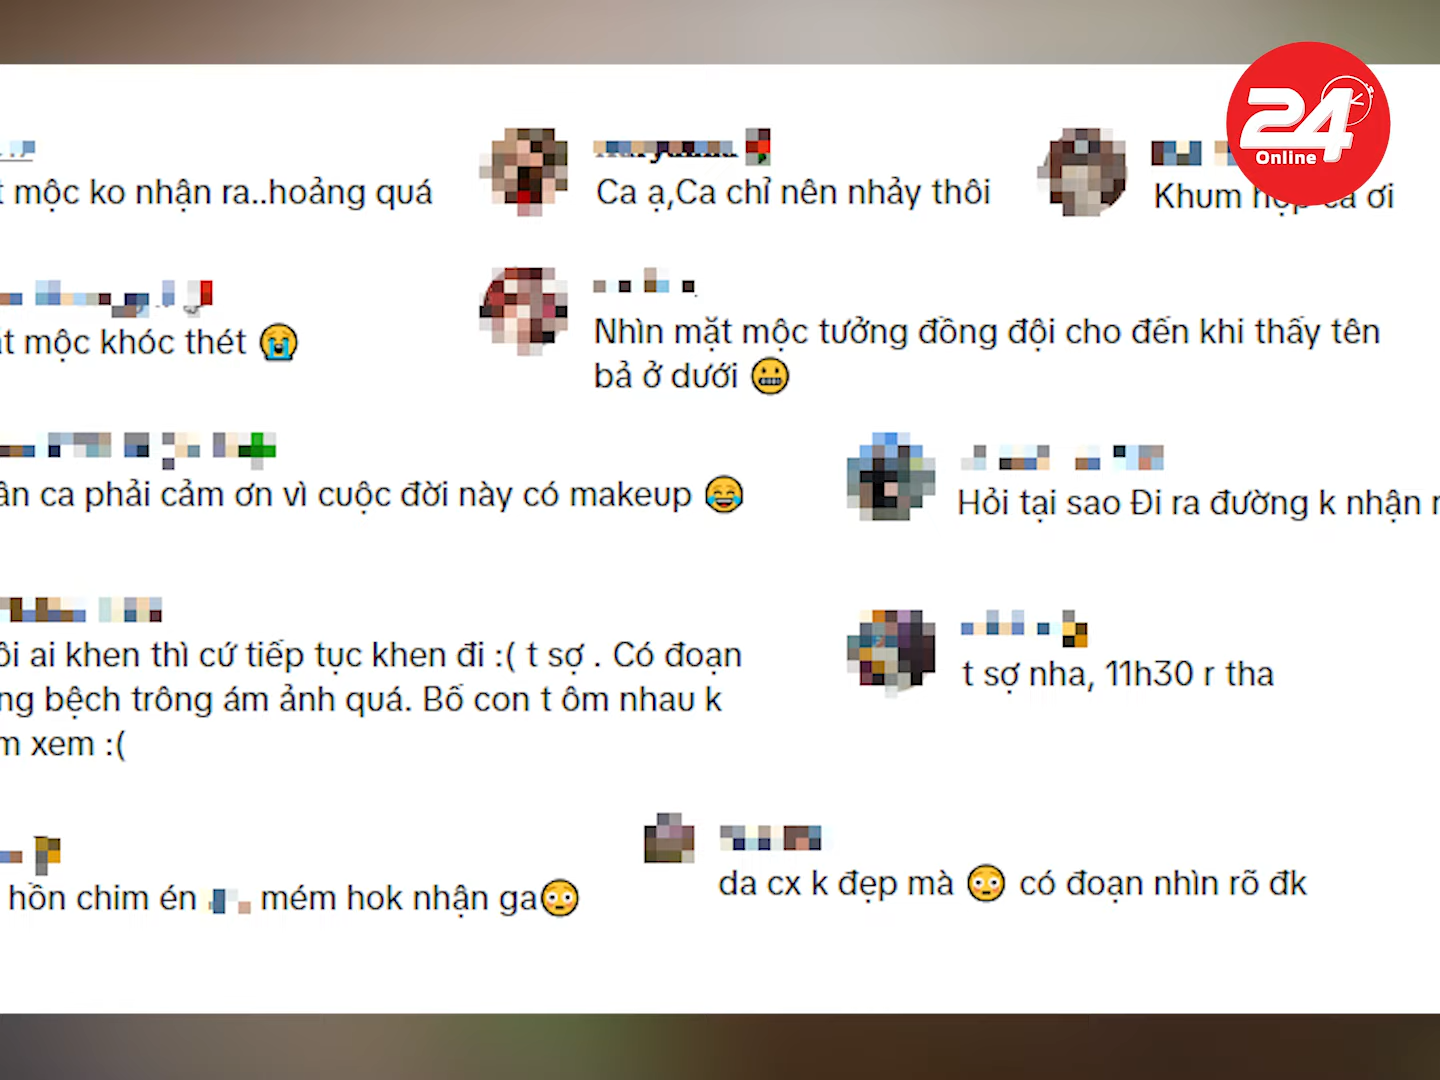 mộc ko nhận ra..hoảng quá
Ca ạ,Ca chỉ nên nhảy thôi
Khum hợp ca ơi
24
Online
mộc khóc thét 😭
Nhìn mặt mộc tưởng đồng đội cho đến khi thấy tên
bả ở dưới 😬
ca phải cảm ơn vì cuộc đời này có makeup 😂
Hỏi tại sao Đi ra đường k nhận
ai khen thì cứ tiếp tục khen đi :( t sợ . Có đoạn
bệch trông ám ảnh quá. Bố con t ôm nhau k
xem :(
t sợ nha, 11h30 r tha
hồn chim én mém hok nhận ga😳
da cx k đẹp mà 😳 có đoạn nhìn rõ đk